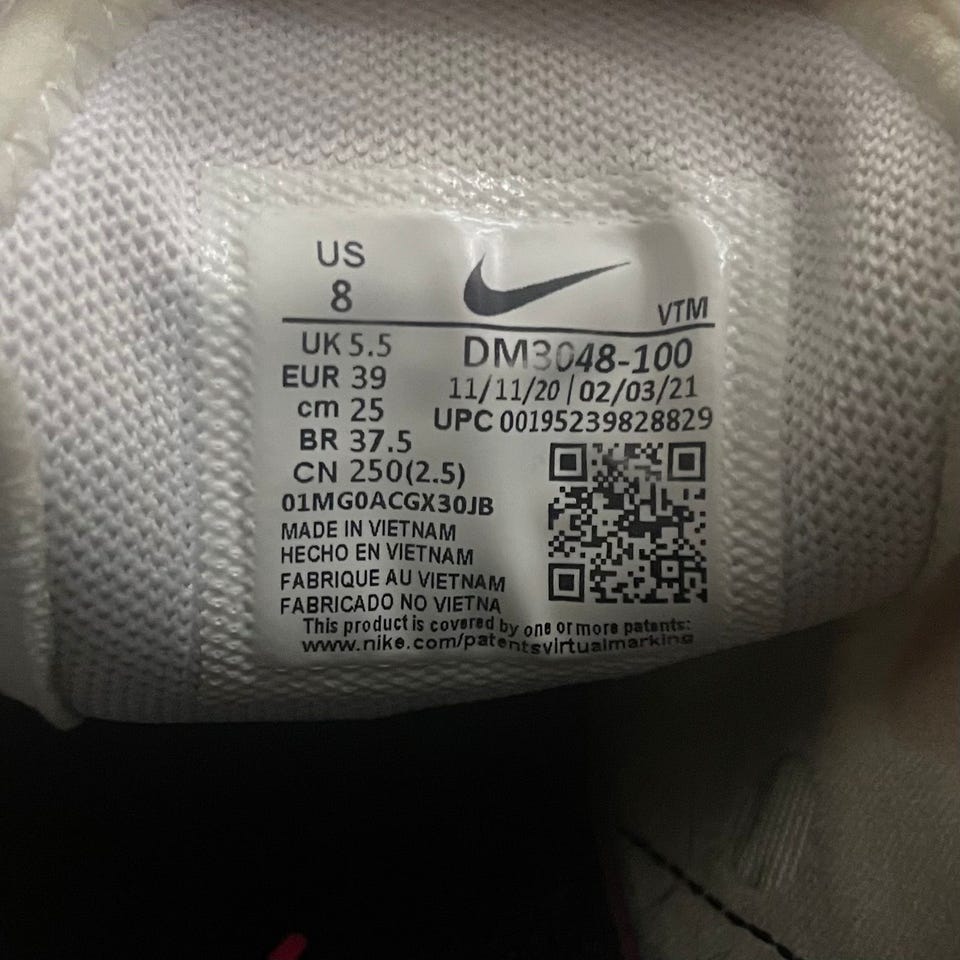 US
8
VTM
UK 5.5
DM3048-100
EUR 39
11/11/20 | 02/03/21
cm 25
UPC 00195239828829
BR 37.5
CN 250(2.5)
01MG0ACGX30JB
MADE IN VIETNAM
HECHO EN VIETNAM
FABRIQUE AU VIETNAM
FABRICADO NO VIETNA
This product is covered by one or more patents:
www.nike.com/patentsvirtualmarking